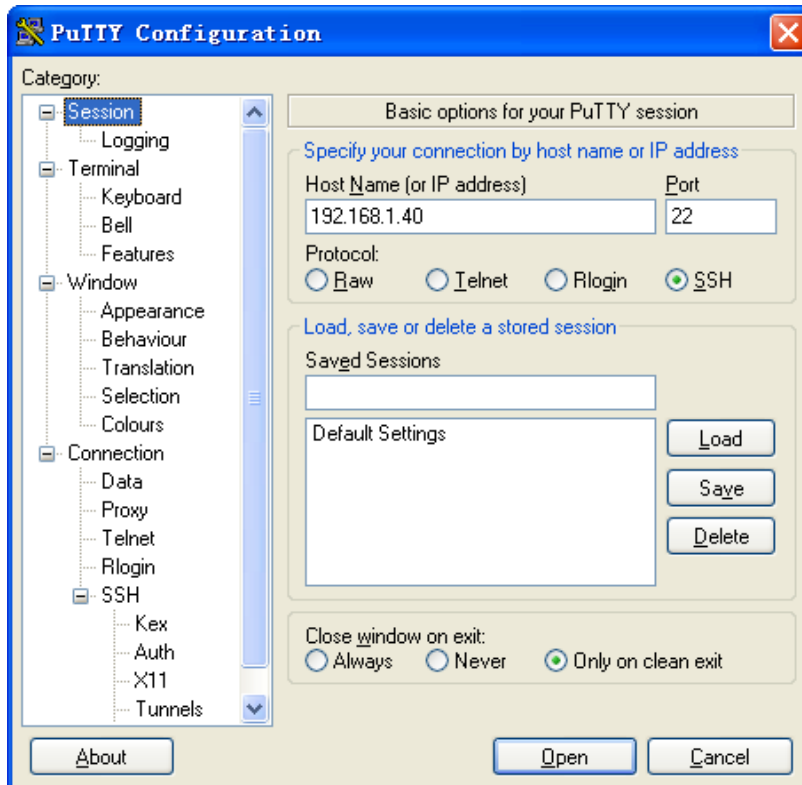 PuTTY Configuration
Category:
Session
Logging
Terminal
Keyboard
Bell
Features
Window
Appearance
Behaviour
Translation
Selection
Colours
Connection
Data
Proxy
Telnet
Rlogin
SSH
Kex
Auth
X11
Tunnels
Basic options for your PuTTY session
Specify your connection by host name or IP address
Host Name (or IP address) Port
192.168.1.40 22
Protocol:
Raw Telnet Rlogin SSH
Load, save or delete a stored session
Saved Sessions
Default Settings
Load
Save
Delete
Close window on exit:
Always Never Only on clean exit
About Open Cancel